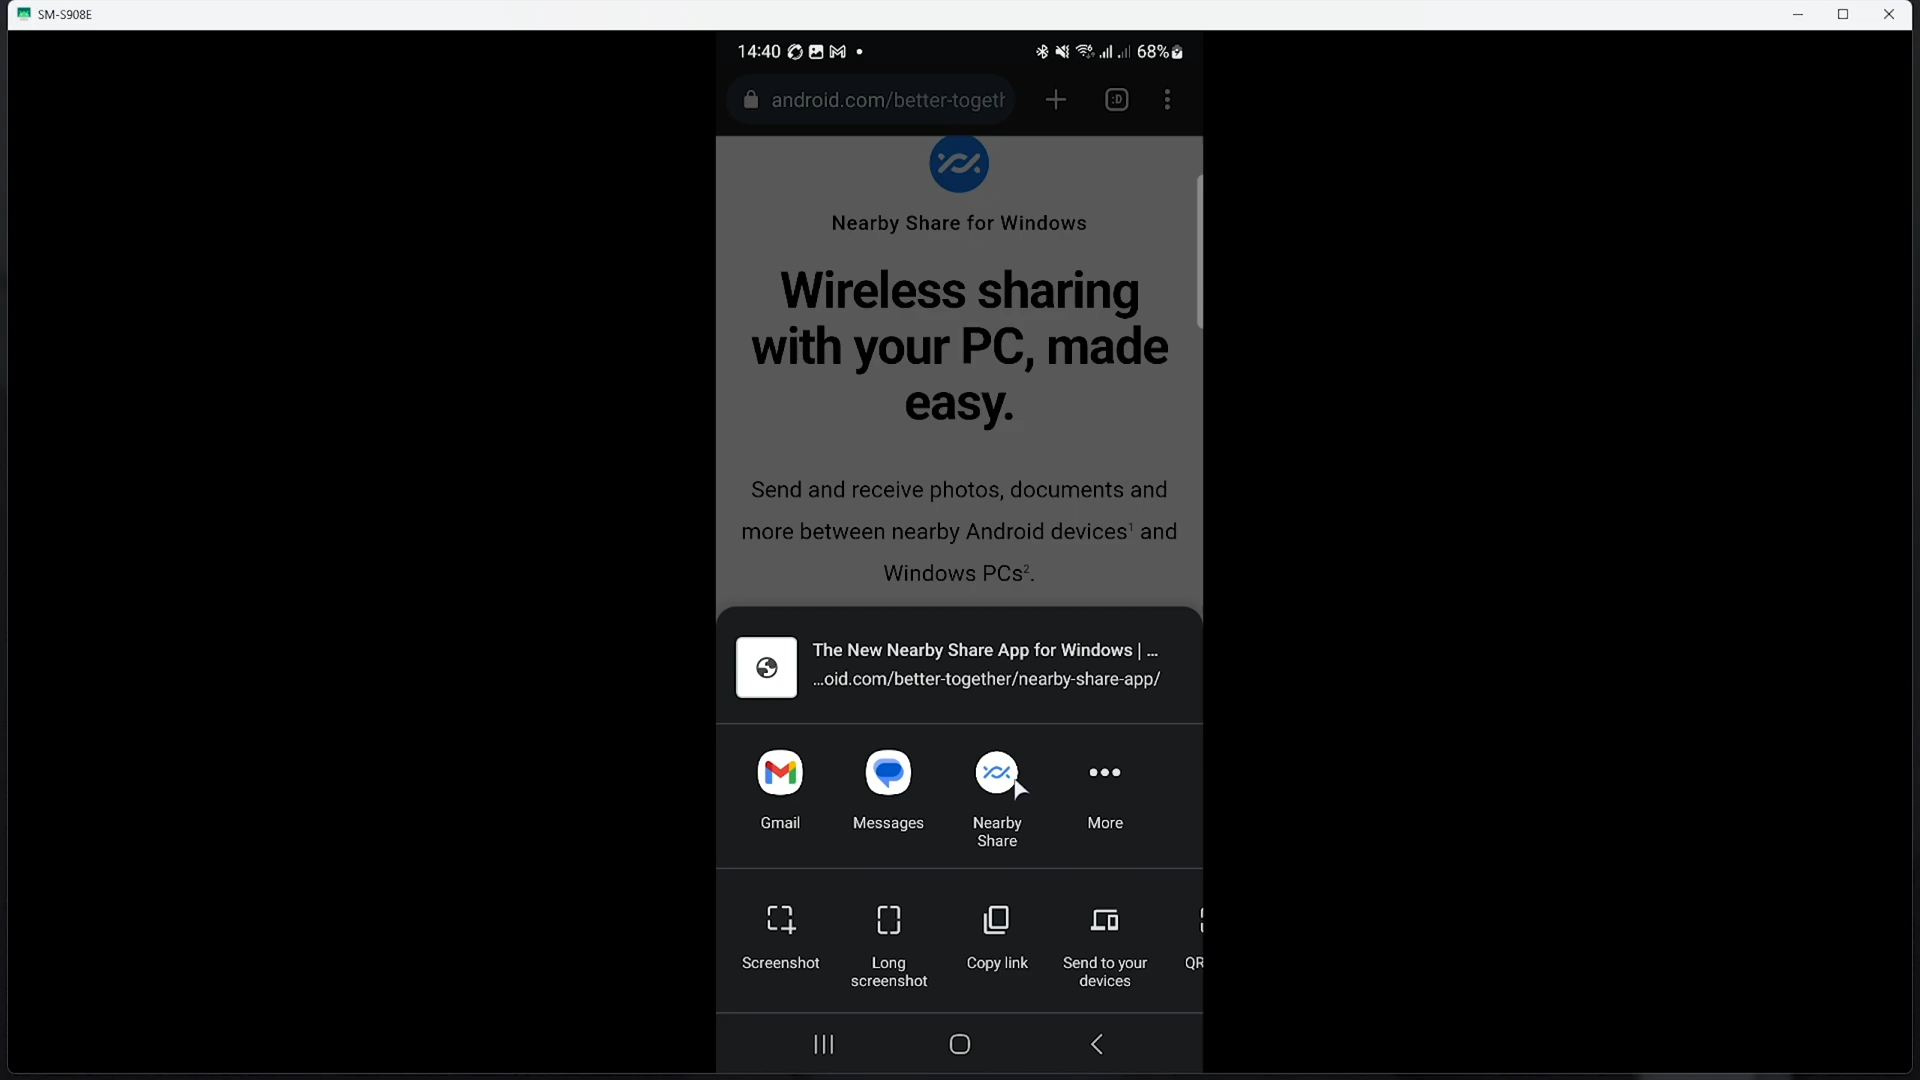 SM-S908E
14:40
68%
android.com/better-togeth
:D
Nearby Share for Windows
Wireless sharing
with your PC, made
easy.
Send and receive photos, documents and
more between nearby Android devices¹ and
Windows PCs².
The New Nearby Share App for Windows | ...
...oid.com/better-together/nearby-share-app/
Gmail
Messages
Nearby
Share
More
Screenshot
Long
screenshot
Copy link
Send to your
devices
QR